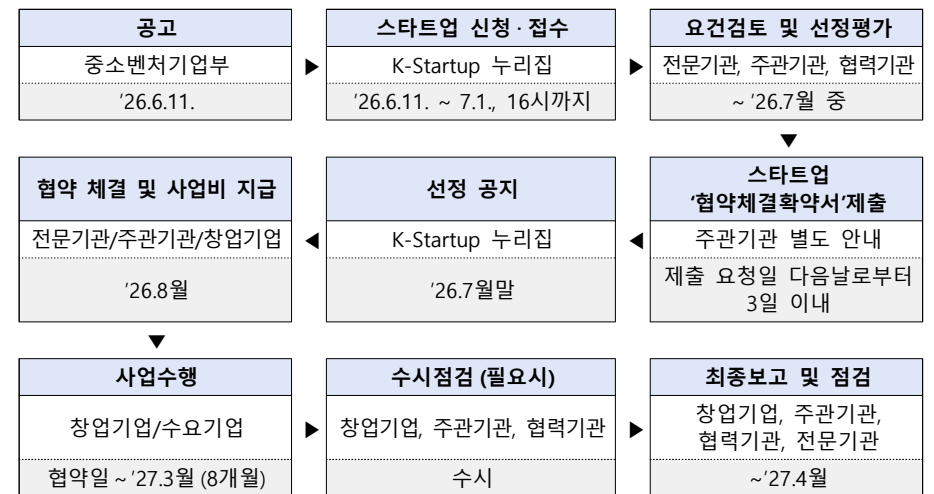 공고
중소벤처기업부
'26.6.11.
▶
스타트업 신청·접수
K-Startup 누리집
'26.6.11. ~ 7.1., 16시까지
▶
요건검토 및 선정평가
전문기관, 주관기관, 협력기관
~ '26.7월 중
▼
스타트업
'협약체결확약서'제출
주관기관 별도 안내
제출 요청일 다음날로부터
3일 이내
◀
선정 공지
K-Startup 누리집
'26.7월말
◀
협약 체결 및 사업비 지급
전문기관/주관기관/창업기업
'26.8월
▼
사업수행
창업기업/수요기업
협약일 ~ '27.3월 (8개월)
▶
수시점검 (필요시)
창업기업, 주관기관, 협력기관
수시
▶
최종보고 및 점검
창업기업, 주관기관,
협력기관, 전문기관
~'27.4월